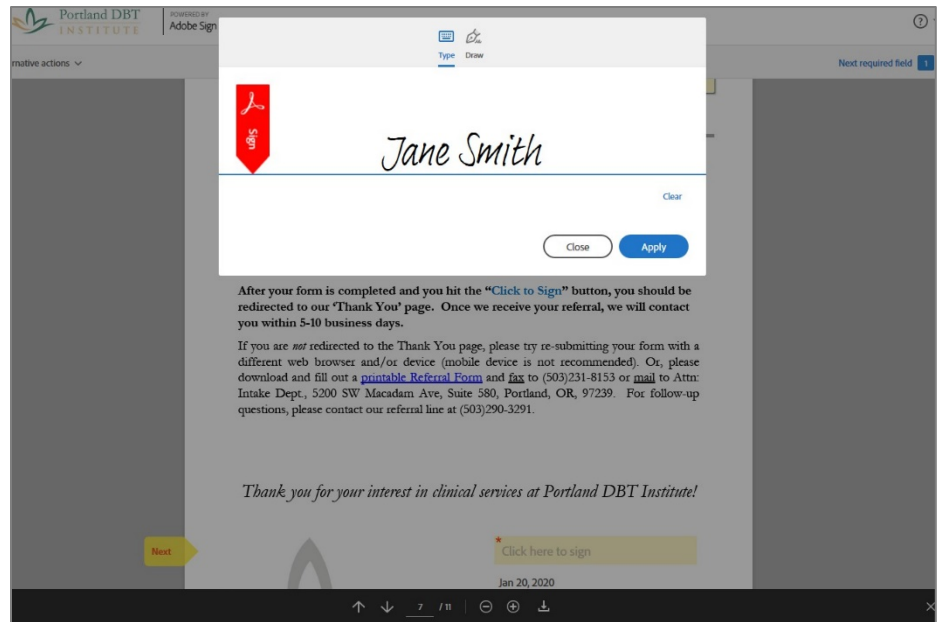 Portland DBT
INSTITUTE
POWERED BY
Adobe Sign
Type Draw
rnative actions
Next required field 1
Sign
Jane Smith
Clear
Close Apply
After your form is completed and you hit the “Click to Sign” button, you should be
redirected to our ‘Thank You’ page. Once we receive your referral, we will contact
you within 5-10 business days.
If you are not redirected to the Thank You page, please try re-submitting your form with a
different web browser and/or device (mobile device is not recommended). Or, please
download and fill out a printable Referral Form and fax to (503)231-8153 or mail to Attn:
Intake Dept., 5200 SW Macadam Ave, Suite 580, Portland, OR, 97239. For follow-up
questions, please contact our referral line at (503)290-3291.
Thank you for your interest in clinical services at Portland DBT Institute!
Next
* Click here to sign
Jan 20, 2020
7 / 11